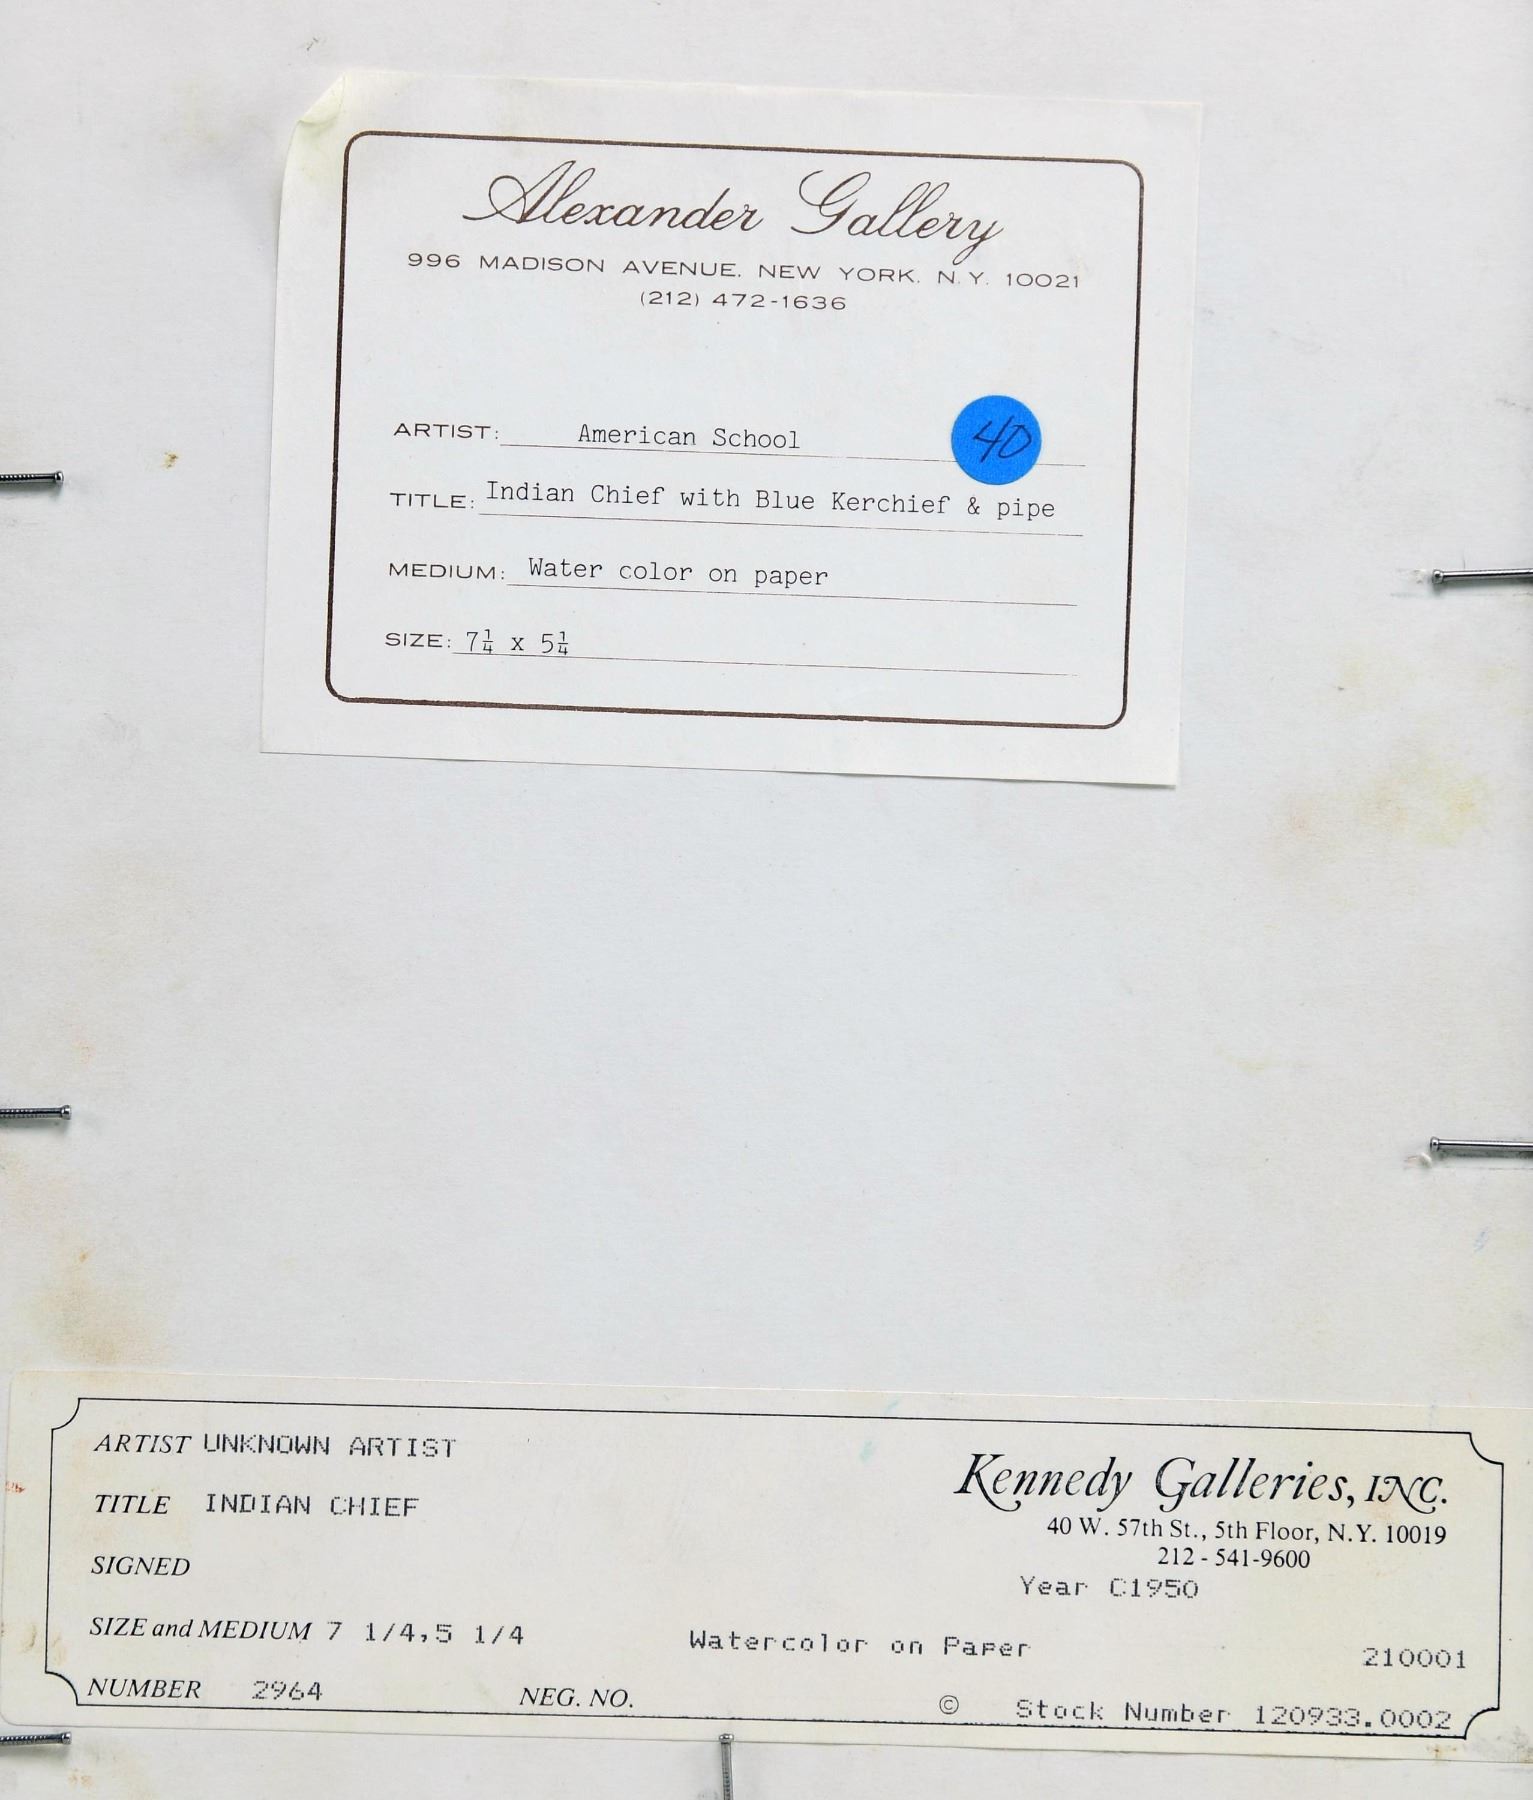 Alexander Gallery
996 MADISON AVENUE. NEW YORK. N.Y. 10021
(212) 472-1636
ARTIST: American School
40
TITLE: Indian Chief with Blue Kerchief & pipe
MEDIUM: Water color on paper
SIZE: 7¼ x 5¼
ARTIST UNKNOWN ARTIST
Kennedy Galleries, INC.
TITLE INDIAN CHIEF
40 W. 57th St., 5th Floor, N.Y. 10019
212 - 541-9600
SIGNED
Year C1950
SIZE and MEDIUM 7 1/4,5 1/4 Watercolor on Paper
210001
NUMBER 2964 NEG. NO. © Stock Number 120933.0002